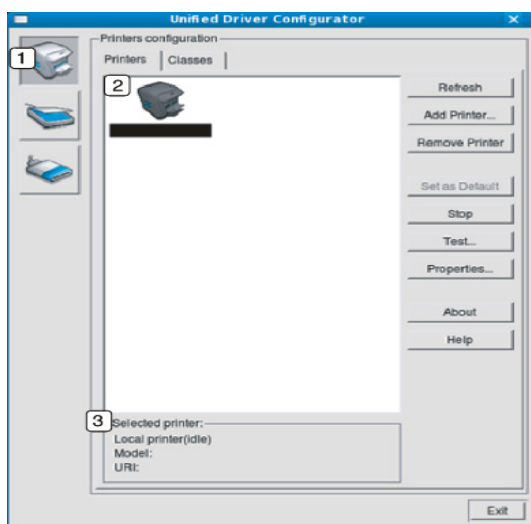 Unified Driver Configurator
1
Printers configuration
Printers
Classes
2
Refresh
Add Printer...
Remove Printer
Set as Default
Stop
Test...
Properties...
About
Help
3
Selected printer:
Local printer(idle)
Model:
URI:
Exit